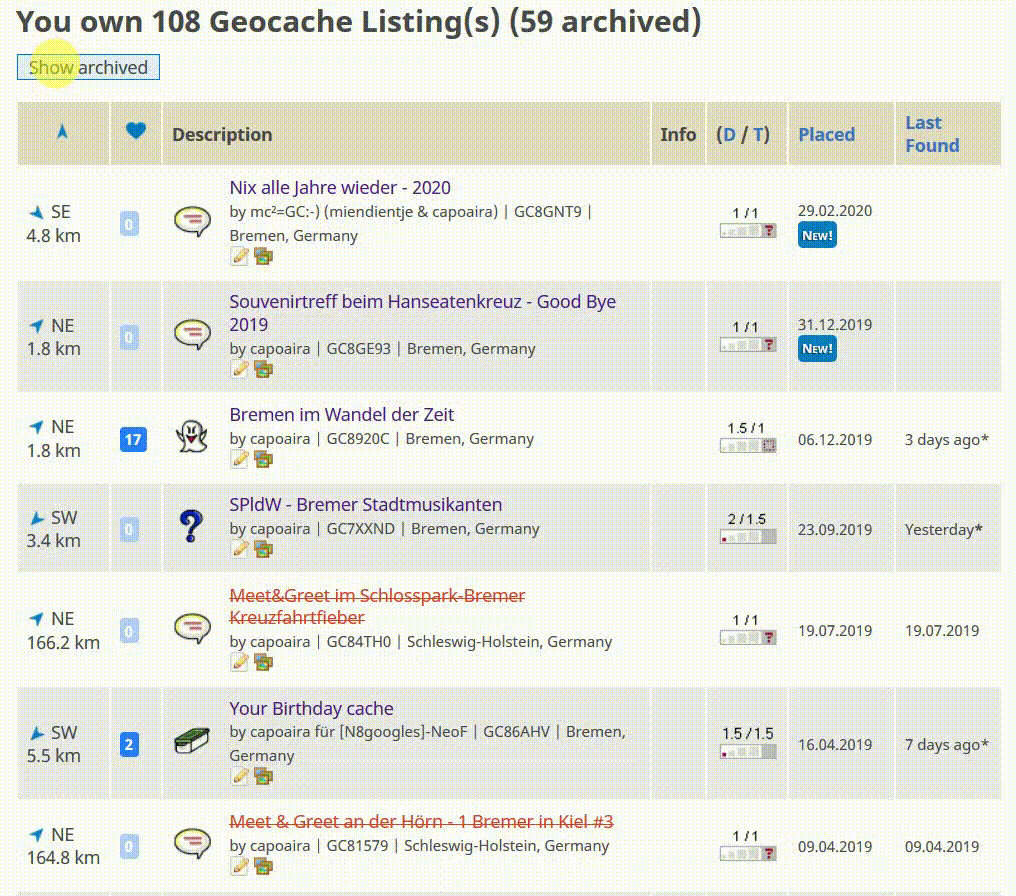 You own 108 Geocache Listing(s) (59 archived)
Show archived
Description Info (D / T) Placed Last
Found
SE
4.8 km
0
Nix alle Jahre wieder - 2020
by mc²=GC:-) (miendientje & capoaira) | GC8GNT9 |
Bremen, Germany
1 / 1
?
29.02.2020
NEW!
NE
1.8 km
0
Souvenirtreff beim Hanseatenkreuz - Good Bye
2019
by capoaira | GC8GE93 | Bremen, Germany
1 / 1
?
31.12.2019
NEW!
NE
1.8 km
17
Bremen im Wandel der Zeit
by capoaira | GC8920C | Bremen, Germany
1.5 / 1
06.12.2019
3 days ago*
SW
3.4 km
0
?
SPldW - Bremer Stadtmusikanten
by capoaira | GC7XXND | Bremen, Germany
2 / 1.5
23.09.2019
Yesterday*
NE
166.2 km
0
Meet&Greet im Schlosspark-Bremer
Kreuzfahrtfieber
by capoaira | GC84TH0 | Schleswig-Holstein, Germany
1 / 1
?
19.07.2019
19.07.2019
SW
5.5 km
2
Your Birthday cache
by capoaira für [N8googles]-NeoF | GC86AHV | Bremen,
Germany
1.5 / 1.5
16.04.2019
7 days ago*
NE
164.8 km
0
Meet & Greet an der Hörn - 1 Bremer in Kiel #3
by capoaira | GC81579 | Schleswig-Holstein, Germany
1 / 1
?
09.04.2019
09.04.2019